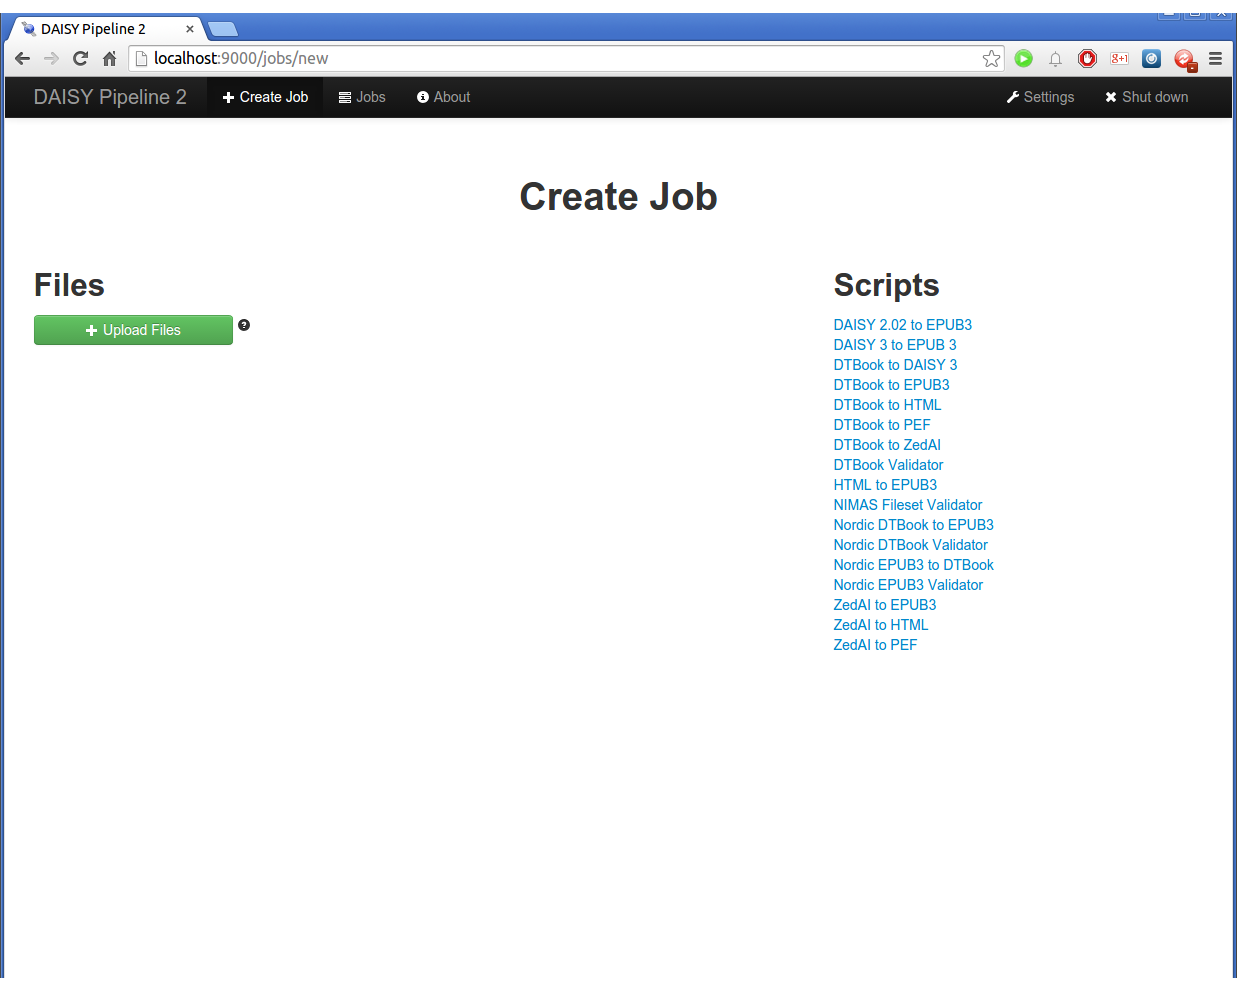 DAISY Pipeline 2
localhost:9000/jobs/new
g+1
DAISY Pipeline 2 Create Job Jobs About Settings Shut down
Create Job
Files
Upload Files
Scripts
DAISY 2.02 to EPUB3
DAISY 3 to EPUB 3
DTBook to DAISY 3
DTBook to EPUB3
DTBook to HTML
DTBook to PEF
DTBook to ZedAI
DTBook Validator
HTML to EPUB3
NIMAS Fileset Validator
Nordic DTBook to EPUB3
Nordic DTBook Validator
Nordic EPUB3 to DTBook
Nordic EPUB3 Validator
ZedAI to EPUB3
ZedAI to HTML
ZedAI to PEF